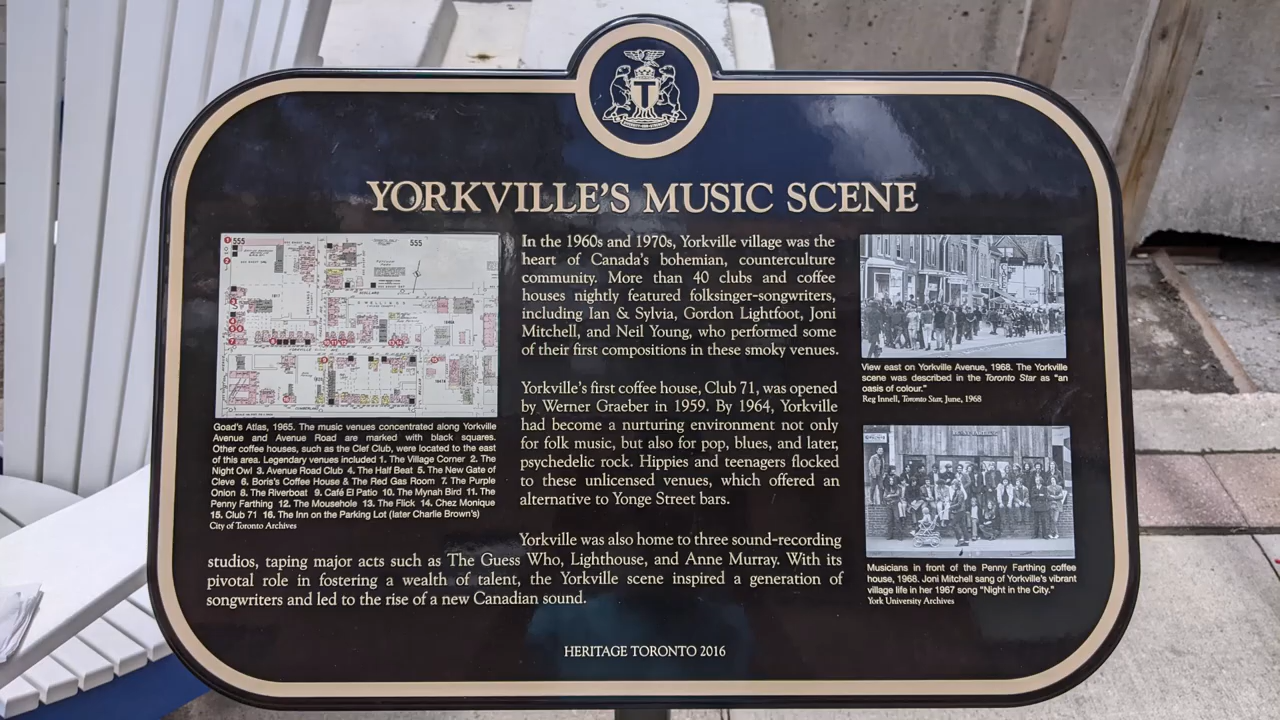 YORKVILLE'S MUSIC SCENE
555
555
Goad's Atlas, 1965. The music venues concentrated along Yorkville
Avenue and Avenue Road are marked with black squares.
Other coffee houses, such as the Clef Club, were located to the east
of this area. Legendary venues included 1. The Village Corner 2. The
Night Owl 3. Avenue Road Club 4. The Half Beat 5. The New Gate of
Cleve 6. Boris's Coffee House & The Red Gas Room 7. The Purple
Onion 8. The Riverboat 9. Café El Patio 10. The Mynah Bird 11. The
Penny Farthing 12. The Mousehole 13. The Flick 14. Chez Monique
15. Club 71 16. The Inn on the Parking Lot (later Charlie Brown's)
City of Toronto Archives
In the 1960s and 1970s, Yorkville village was the
heart of Canada's bohemian, counterculture
community. More than 40 clubs and coffee
houses nightly featured folksinger-songwriters,
including Ian & Sylvia, Gordon Lightfoot, Joni
Mitchell, and Neil Young, who performed some
of their first compositions in these smoky venues.
Yorkville's first coffee house, Club 71, was opened
by Werner Graeber in 1959. By 1964, Yorkville
had become a nurturing environment not only
for folk music, but also for pop, blues, and later,
psychedelic rock. Hippies and teenagers flocked
to these unlicensed venues, which offered an
alternative to Yonge Street bars.
Yorkville was also home to three sound-recording
studios, taping major acts such as The Guess Who, Lighthouse, and Anne Murray. With its
pivotal role in fostering a wealth of talent, the Yorkville scene inspired a generation of
songwriters and led to the rise of a new Canadian sound.
View east on Yorkville Avenue, 1968. The Yorkville
scene was described in the Toronto Star as "an
oasis of colour."
Reg Innell, Toronto Star, June, 1968
Musicians in front of the Penny Farthing coffee
house, 1968. Joni Mitchell sang of Yorkville's vibrant
village life in her 1967 song "Night in the City."
York University Archives
HERITAGE TORONTO 2016